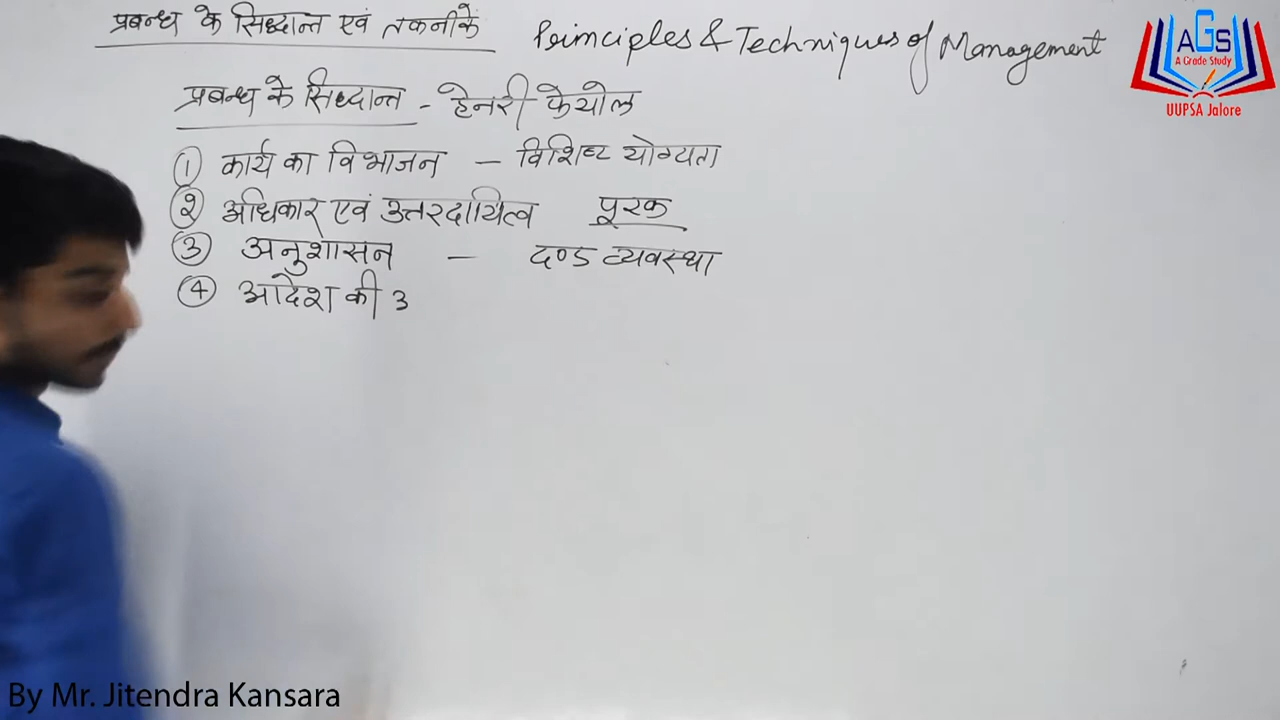 प्रबन्ध के सिध्दान्त एवं तकनीकें Principles & Techniques of Management
AGS
A Grade Study
UUPSA Jalore
प्रबन्ध के सिध्दान्त - हेनरी फेयोल
① कार्य का विभाजन — विशिष्ट योग्यता
② अधिकार एवं उत्तरदायित्व पूरक
③ अनुशासन — दण्ड व्यवस्था
④ आदेश की
By Mr. Jitendra Kansara